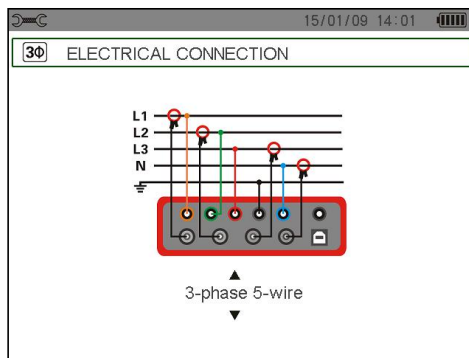 15/01/09 14:01
3Φ ELECTRICAL CONNECTION
L1
L2
L3
N
3-phase 5-wire